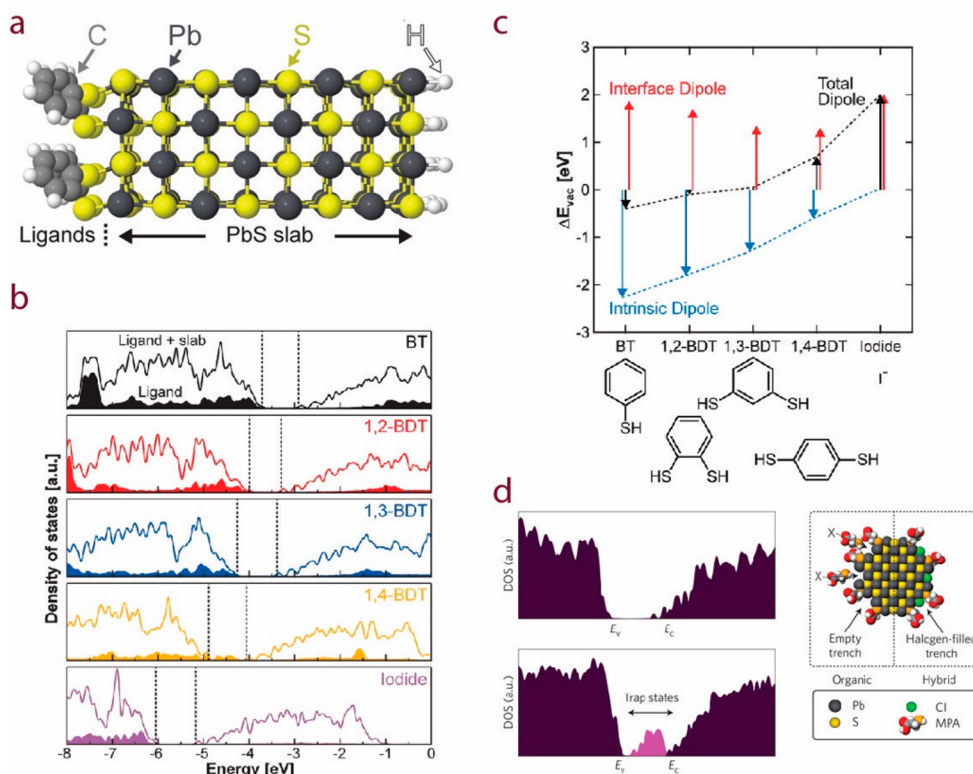 a
C
Pb
S
H
Ligands
PbS slab
b
Ligand + slab
BT
Ligand
1,2-BDT
1,3-BDT
1,4-BDT
Iodide
Density of states [a.u.]
-8 -7 -6 -5 -4 -3 -2 -1 0
Energy [eV]
c
Interface Dipole
Total
Dipole
Intrinsic Dipole
ΔEvac [eV]
3
2
1
0
-1
-2
-3
BT 1,2-BDT 1,3-BDT 1,4-BDT Iodide
I-
SH
HS SH
HS SH
HS SH
d
DOS (a.u.)
Ev Ec
DOS (a.u.)
Trap states
Ev Ec
X
X
Empty
trench
Halcgen-filled
trench
Organic Hybrid
Pb Cl
S MPA